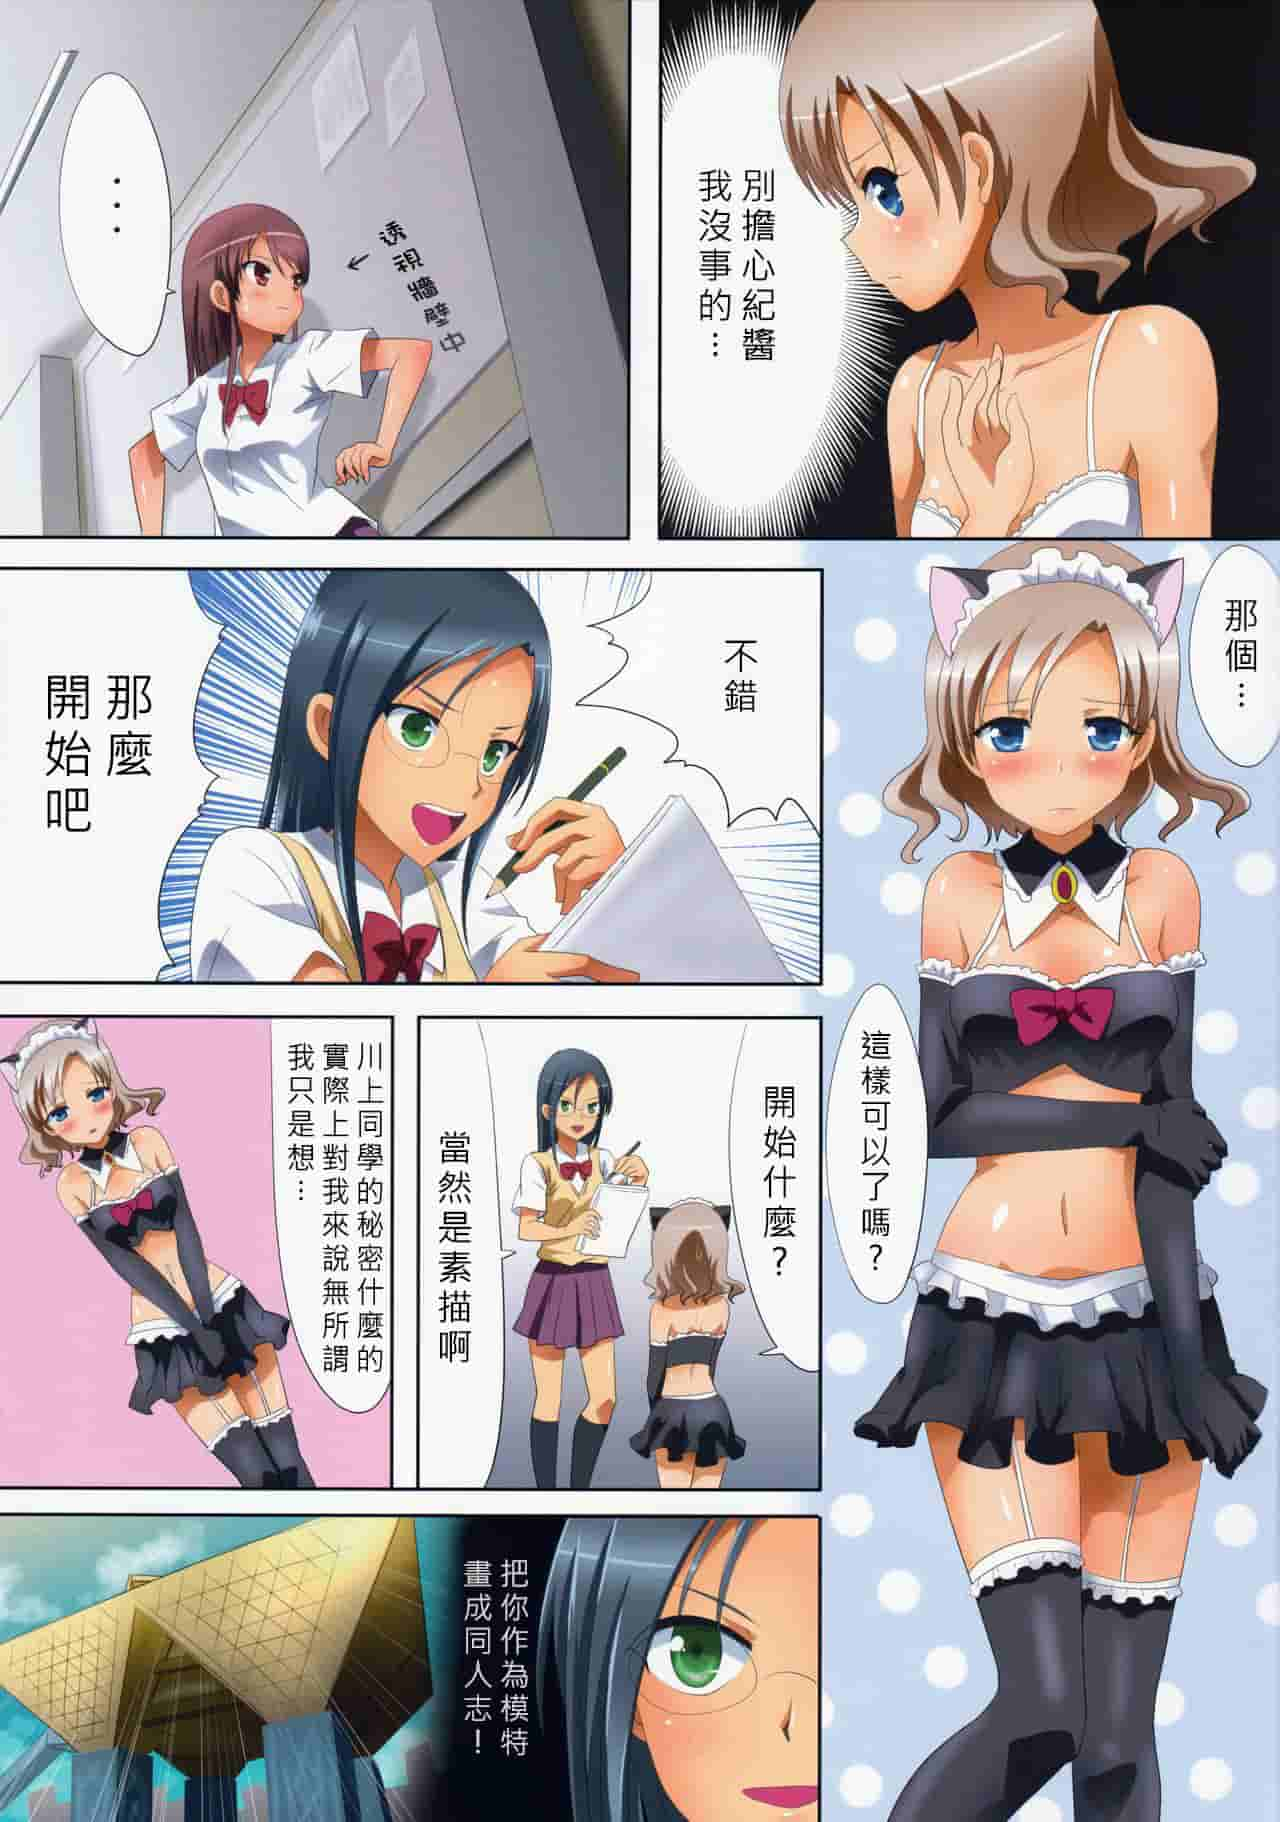 別擔心紀醬
我沒事的…
…
←透視牆壁中
那個…
這樣可以了嗎？
不錯
那麼
開始吧
開始什麼？
當然是素描啊
川上同學的秘密什麼的
實際上對我來說無所謂
我只是想…
把你作為模特
畫成同人志！